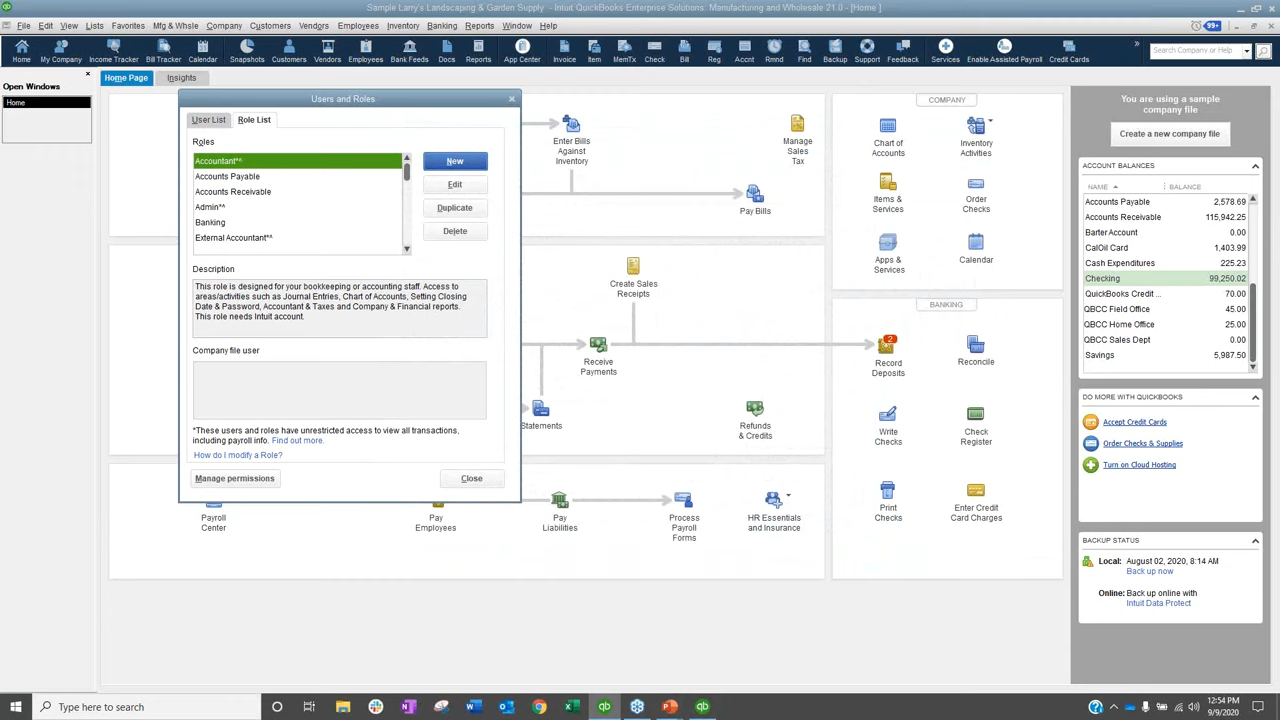 Sample Larry's Landscaping & Garden Supply - Intuit QuickBooks Enterprise Solutions: Manufacturing and Wholesale 21.0 - [Home ]
File Edit View Lists Favorites Mfg & Whsle Company Customers Vendors Employees Inventory Banking Reports Window Help 99+
Home My Company Income Tracker Bill Tracker Calendar Snapshots Customers Vendors Employees Bank Feeds Docs Reports App Center Invoice Item MemTx Check Bill Reg Accnt Rmnd Find Backup Support Feedback Services Enable Assisted Payroll Credit Cards » Search Company or Help
Open Windows
Home
Home Page Insights
Users and Roles
User List Role List
Roles
Accountant*^
Accounts Payable
Accounts Receivable
Admin*^
Banking
External Accountant*^
New
Edit
Duplicate
Delete
Description
This role is designed for your bookkeeping or accounting staff. Access to
areas/activities such as Journal Entries, Chart of Accounts, Setting Closing
Date & Password, Accountant & Taxes and Company & Financial reports.
This role needs Intuit account.
Company file user
*These users and roles have unrestricted access to view all transactions,
including payroll info. Find out more.
How do I modify a Role?
Manage permissions
Close
Enter Bills
Against
Inventory
Manage
Sales
Tax
Pay Bills
Create Sales
Receipts
Receive
Payments
Statements
Refunds
& Credits
Payroll
Center
Pay
Employees
Pay
Liabilities
Process
Payroll
Forms
HR Essentials
and Insurance
COMPANY
Chart of
Accounts
Inventory
Activities
Items &
Services
Order
Checks
Apps &
Services
Calendar
BANKING
2
Record
Deposits
Reconcile
Write
Checks
Check
Register
Print
Checks
Enter Credit
Card Charges
You are using a sample
company file
Create a new company file
ACCOUNT BALANCES
NAME BALANCE
Accounts Payable 2,578.69
Accounts Receivable 115,942.25
Barter Account 0.00
CalOil Card 1,403.99
Cash Expenditures 225.23
Checking 99,250.02
QuickBooks Credit ... 70.00
QBCC Field Office 45.00
QBCC Home Office 25.00
QBCC Sales Dept 0.00
Savings 5,987.50
DO MORE WITH QUICKBOOKS
Accept Credit Cards
Order Checks & Supplies
Turn on Cloud Hosting
BACKUP STATUS
Local: August 02, 2020, 8:14 AM
Back up now
Online: Back up online with
Intuit Data Protect
Type here to search
12:54 PM
9/9/2020